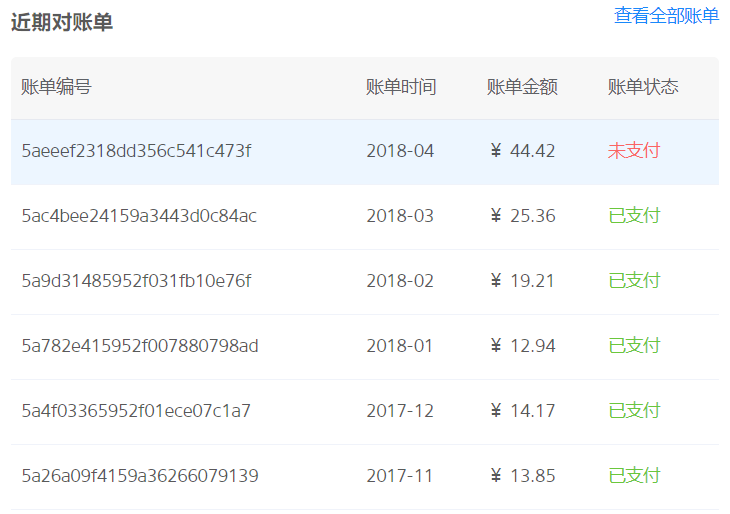 近期对账单 查看全部账单
账单编号 账单时间 账单金额 账单状态
5aeeef2318dd356c541c473f 2018-04 ¥ 44.42 未支付
5ac4bee24159a3443d0c84ac 2018-03 ¥ 25.36 已支付
5a9d31485952f031fb10e76f 2018-02 ¥ 19.21 已支付
5a782e415952f007880798ad 2018-01 ¥ 12.94 已支付
5a4f03365952f01ece07c1a7 2017-12 ¥ 14.17 已支付
5a26a09f4159a36266079139 2017-11 ¥ 13.85 已支付